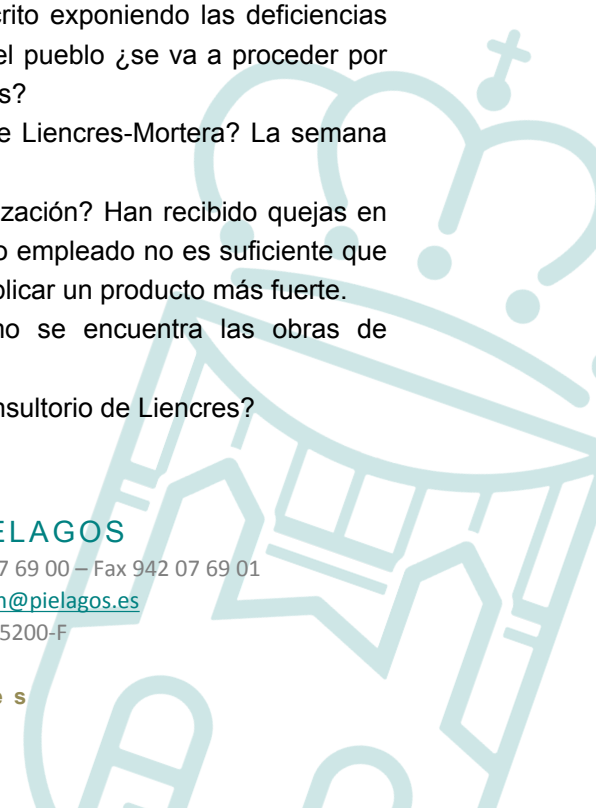 crito exponiendo las deficiencias
el pueblo ¿se va a proceder por
s?
e Liencres-Mortera? La semana
ización? Han recibido quejas en
o empleado no es suficiente que
plicar un producto más fuerte.
no se encuentra las obras de
nsultorio de Liencres?
ELAGOS
7 69 00 – Fax 942 07 69 01
n@pielagos.es
5200-F
e s